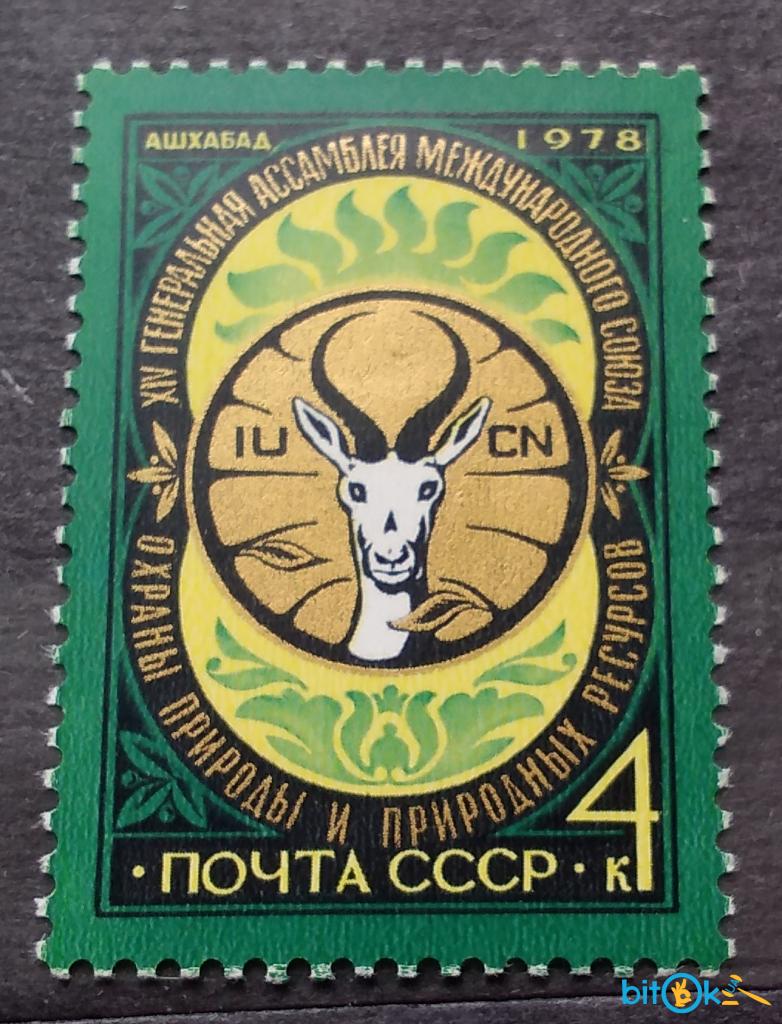 АШХАБАД 1978
XIV ГЕНЕРАЛЬНАЯ АССАМБЛЕЯ МЕЖДУНАРОДНОГО СОЮЗА
IU CN
ОХРАНЫ ПРИРОДЫ И ПРИРОДНЫХ РЕСУРСОВ
· ПОЧТА СССР · 4 к
bitOk